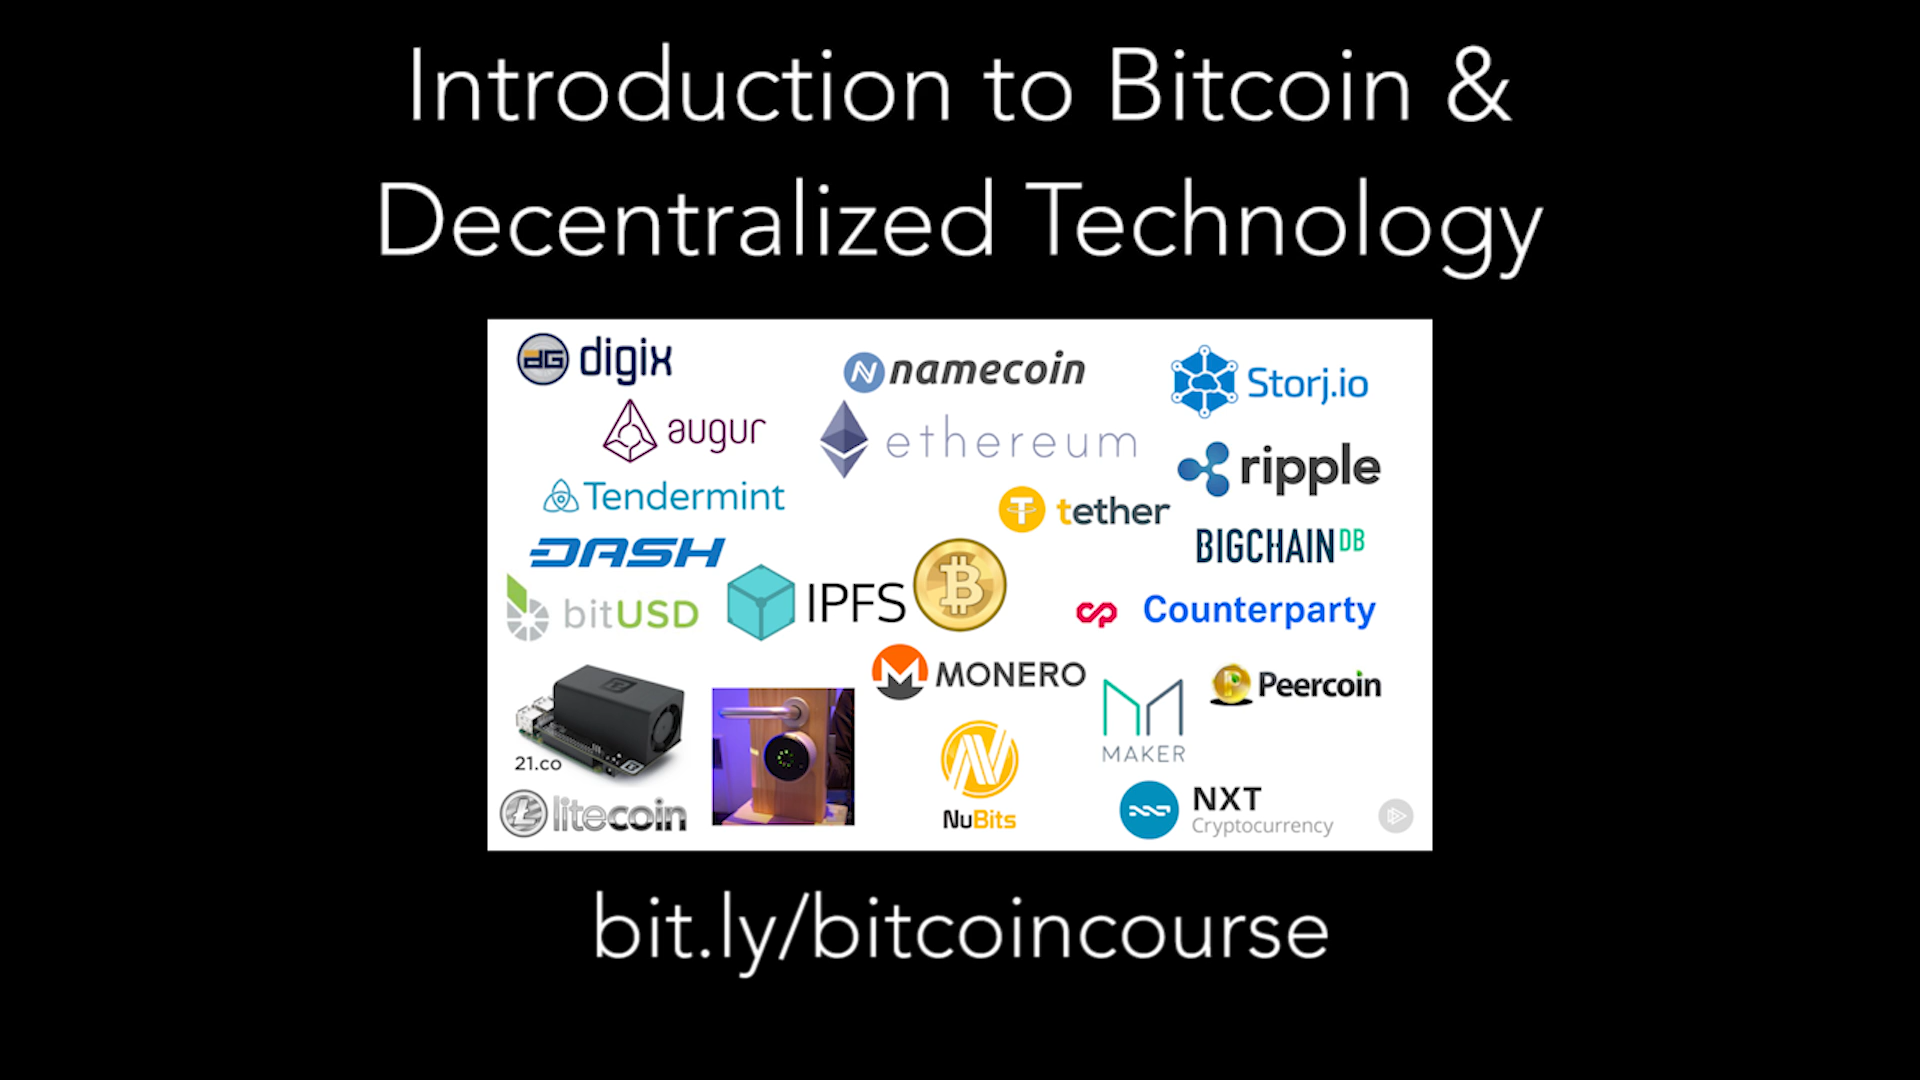 Introduction to Bitcoin &
Decentralized Technology
digix
namecoin
Storj.io
augur
ethereum
ripple
Tendermint
tether
BIGCHAIN DB
DASH
bitUSD
IPFS
Counterparty
MONERO
Peercoin
MAKER
21.co
NuBits
litecoin
NXT
Cryptocurrency
bit.ly/bitcoincourse